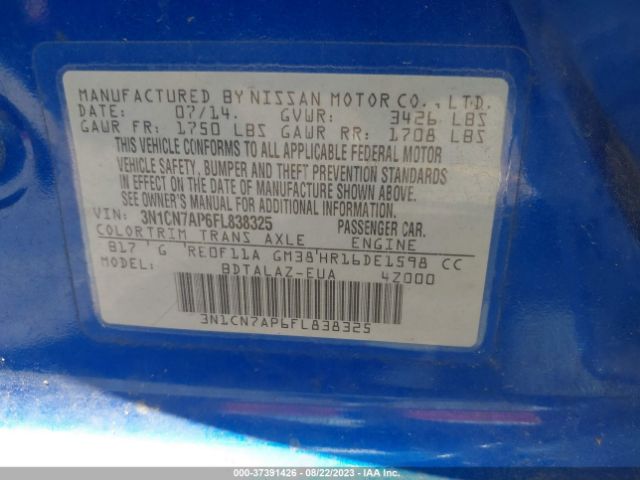 MANUFACTURED BY NISSAN MOTOR CO., LTD.
DATE: 07/14. GVUR: 3426 LBS
GAUR FR: 1750 LBS GAUR RR: 1708 LBS
THIS VEHICLE CONFORMS TO ALL APPLICABLE FEDERAL MOTOR
VEHICLE SAFETY, BUMPER AND THEFT PREVENTION STANDARDS
IN EFFECT ON THE DATE OF MANUFACTURE SHOWN ABOVE.
SEE OWNER'S MANUAL FOR ADDITIONAL INFORMATION.
VIN: 3N1CN7AP6FL838325 PASSENGER CAR.
COLOR TRIM TRANS AXLE ENGINE
B17 G RE0F11A GM38 HR16DE1598 CC
MODEL: BDTALAZ-EUA 4Z000
3N1CN7AP6FL838325
000-37391426 - 08/22/2023 - IAA Inc.